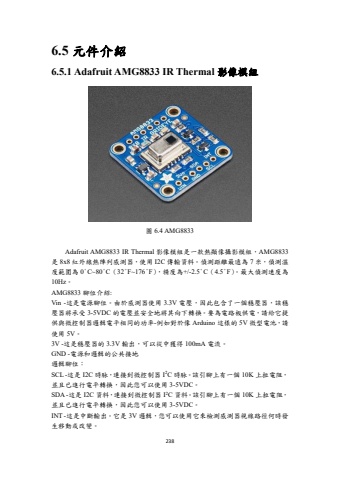 6.5 元件介紹
6.5.1 Adafruit AMG8833 IR Thermal 影像模組
AMG8833
圖 6.4 AMG8833
Adafruit AMG8833 IR Thermal 影像模組是一款熱顯像攝影模組,AMG8833
是 8x8 紅外線熱陣列感測器,使用 I2C 傳輸資料。偵測距離最遠為 7 米,偵測溫
度範圍為 0˚C~80˚C(32˚F~176˚F),精度為+/-2.5˚C(4.5˚F)。最大偵測速度為
10Hz。
AMG8833 腳位介紹:
Vin -這是電源腳位。由於感測器使用 3.3V 電壓,因此包含了一個穩壓器,該穩
壓器將承受 3-5VDC 的電壓並安全地將其向下轉換。要為電路板供電,請給它提
供與微控制器邏輯電平相同的功率-例如對於像 Arduino 這樣的 5V 微型電池,請
使用 5V。
3V -這是穩壓器的 3.3V 輸出,可以從中獲得 100mA 電流。
GND -電源和邏輯的公共接地
邏輯腳位:
SCL -這是 I2C 時脈,連接到微控制器 I²C 時脈。該引腳上有一個 10K 上拉電阻,
並且已進行電平轉換,因此您可以使用 3-5VDC。
SDA -這是 I2C 資料,連接到微控制器 I²C 資料。該引腳上有一個 10K 上拉電阻,
並且已進行電平轉換,因此您可以使用 3-5VDC。
INT -這是中斷輸出。它是 3V 邏輯,您可以使用它來檢測感測器視線路徑何時發
生移動或改變。
238